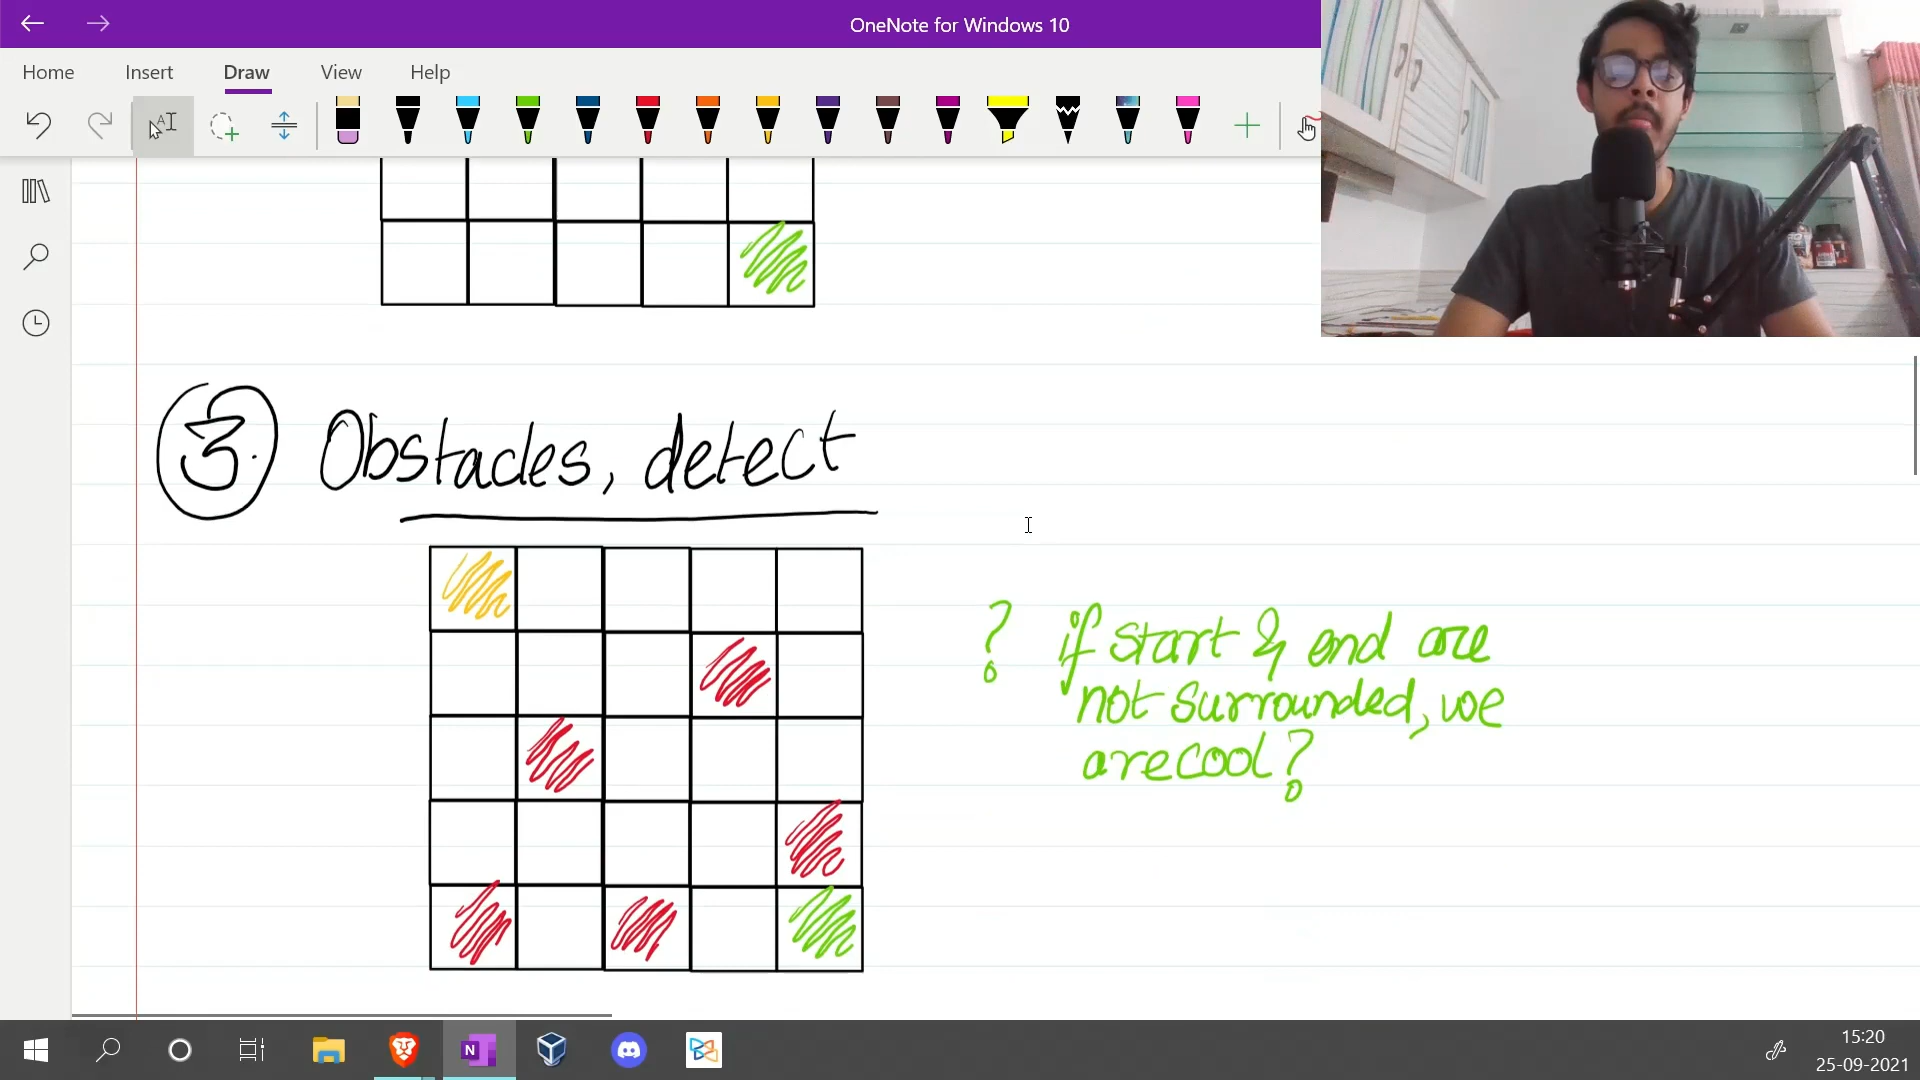 OneNote for Windows 10
Home Insert Draw View Help
3. Obstacles, detect
? if start & end are
not surrounded, we
are cool?
15:20
25-09-2021